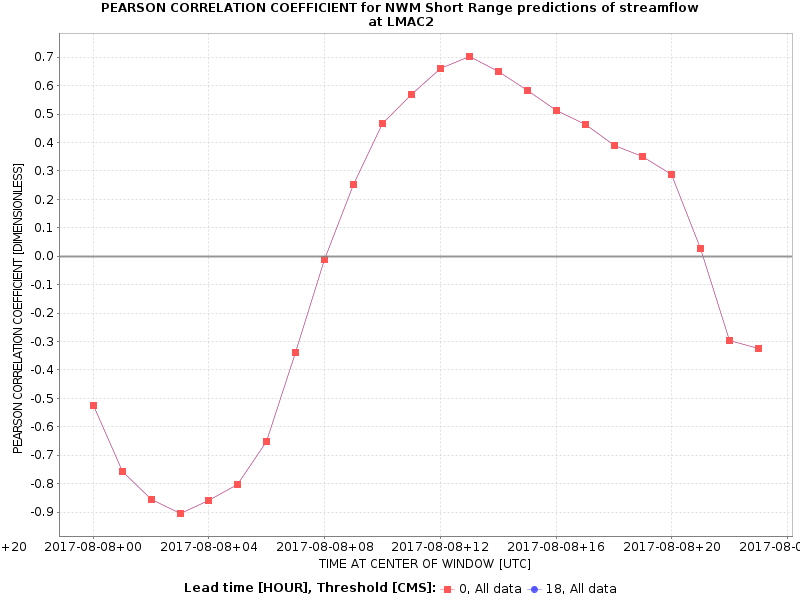 PEARSON CORRELATION COEFFICIENT for NWM Short Range predictions of streamflow
at LMAC2
PEARSON CORRELATION COEFFICIENT [DIMENSIONLESS]
0.7
0.6
0.5
0.4
0.3
0.2
0.1
0.0
-0.1
-0.2
-0.3
-0.4
-0.5
-0.6
-0.7
-0.8
-0.9
+20 2017-08-08+00 2017-08-08+04 2017-08-08+08 2017-08-08+12 2017-08-08+16 2017-08-08+20 2017-08-0
TIME AT CENTER OF WINDOW [UTC]
Lead time [HOUR], Threshold [CMS]: 0, All data 18, All data